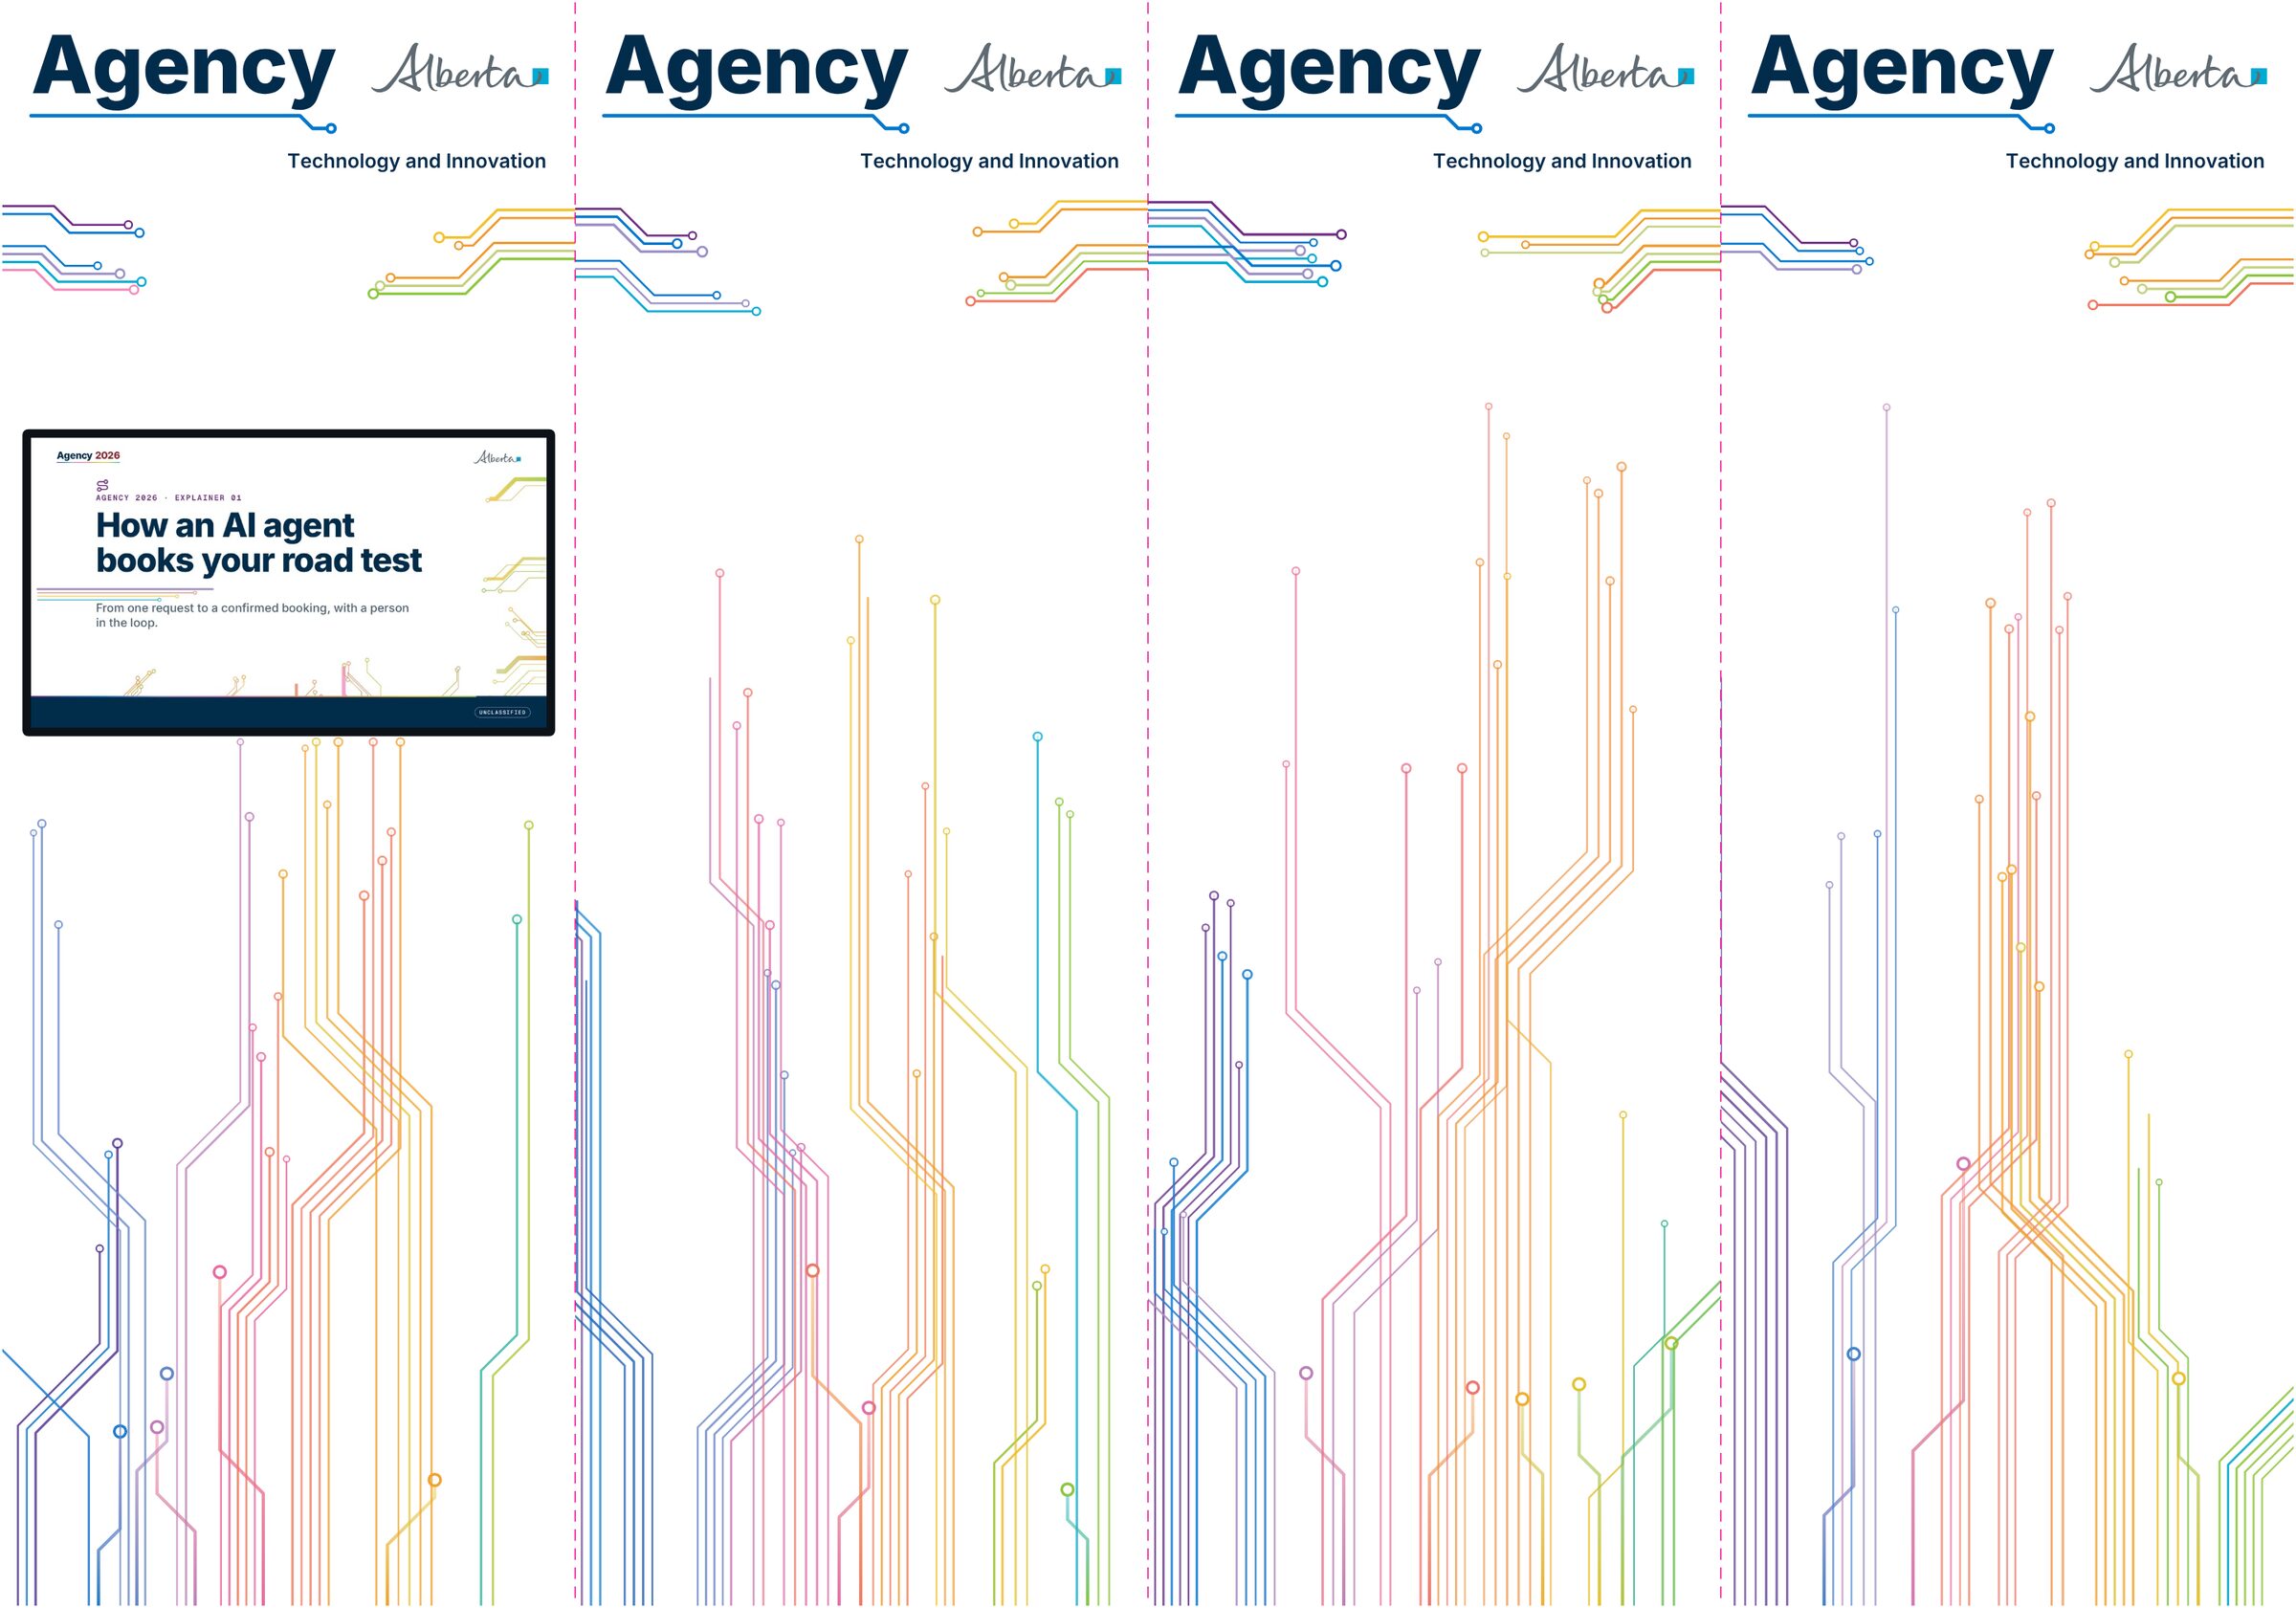 Agency
Alberta
Technology and Innovation
Agency
Alberta
Technology and Innovation
Agency
Alberta
Technology and Innovation
Agency
Alberta
Technology and Innovation
Agency 2026
Alberta
AGENCY 2026 · EXPLAINER 01
How an AI agent
books your road test
From one request to a confirmed booking, with a person
in the loop.
UNCLASSIFIED